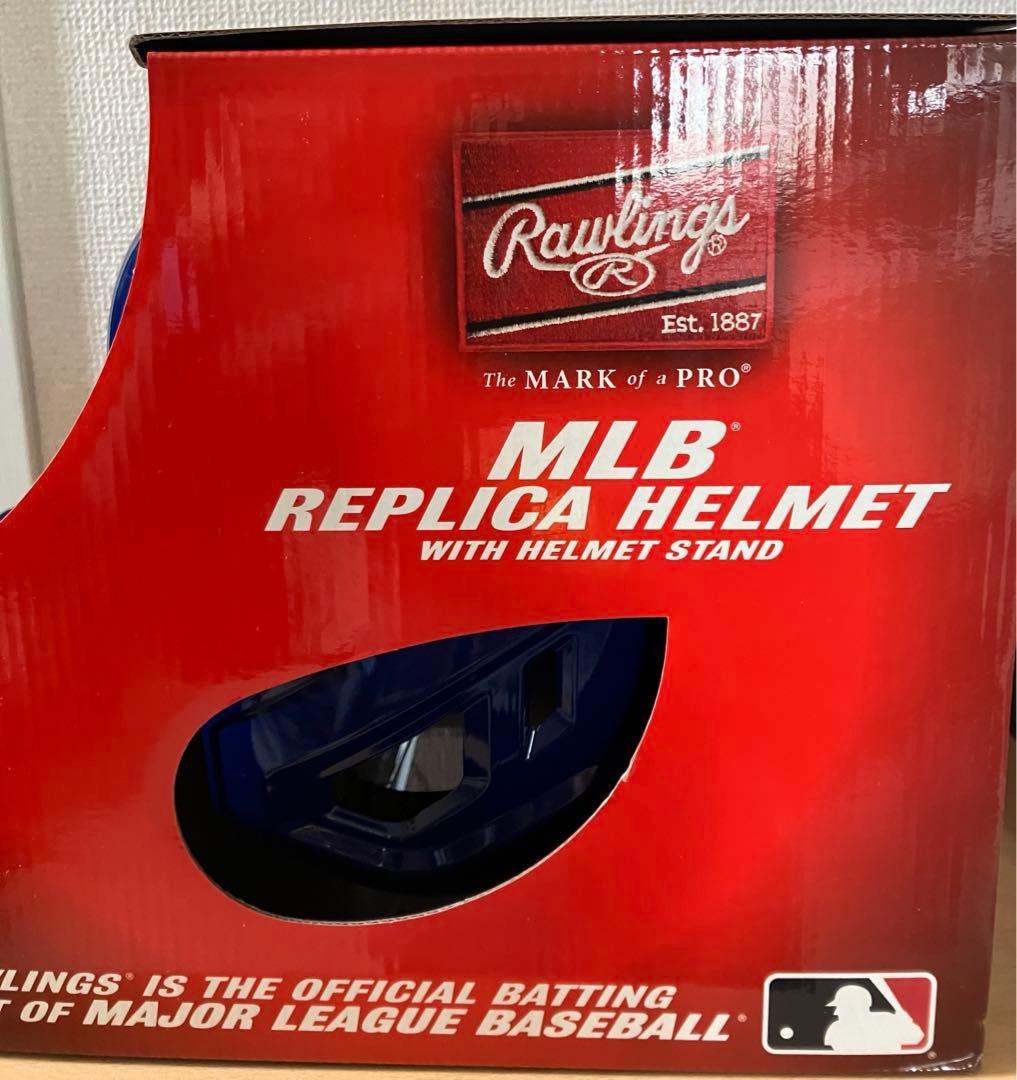 Rawlings®
R
Est. 1887
The MARK of a PRO®
MLB®
REPLICA HELMET
WITH HELMET STAND
LINGS® IS THE OFFICIAL BATTING
T OF MAJOR LEAGUE BASEBALL®